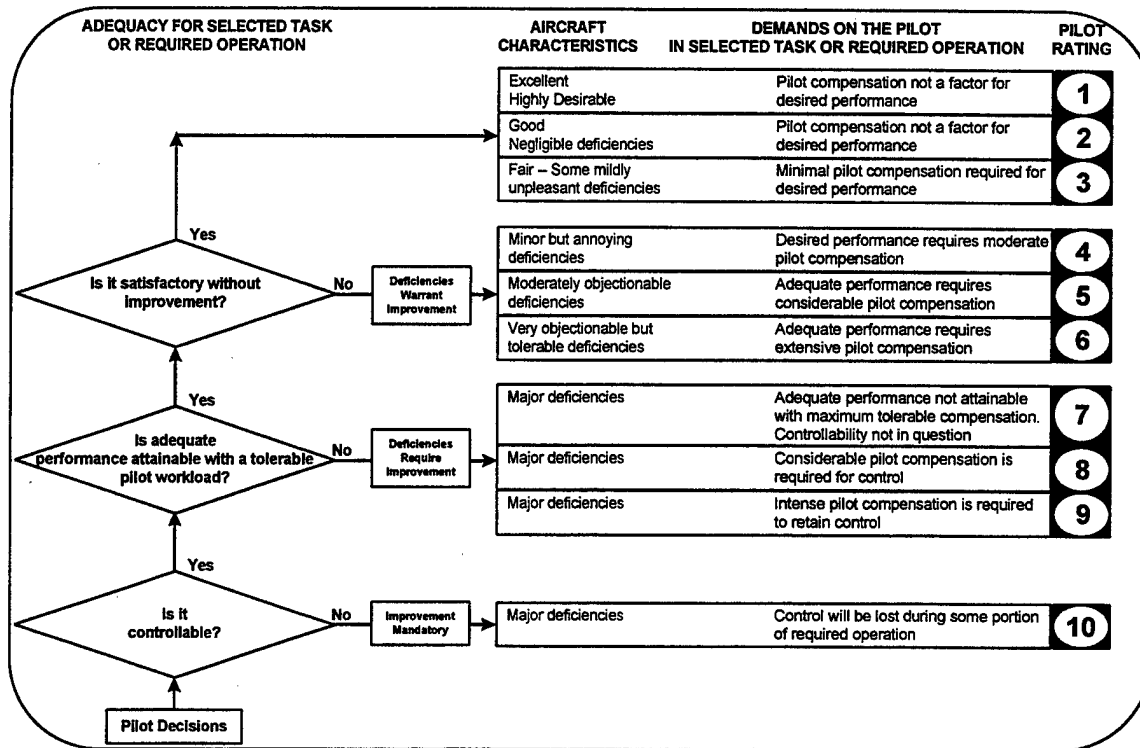 ADEQUACY FOR SELECTED TASK
OR REQUIRED OPERATION
AIRCRAFT
CHARACTERISTICS
DEMANDS ON THE PILOT
IN SELECTED TASK OR REQUIRED OPERATION
PILOT
RATING
Excellent
Highly Desirable
Pilot compensation not a factor for
desired performance
1
Good
Negligible deficiencies
Pilot compensation not a factor for
desired performance
2
Fair – Some mildly
unpleasant deficiencies
Minimal pilot compensation required for
desired performance
3
Yes
Is it satisfactory without
improvement?
No
Deficiencies
Warrant
Improvement
Minor but annoying
deficiencies
Desired performance requires moderate
pilot compensation
4
Moderately objectionable
deficiencies
Adequate performance requires
considerable pilot compensation
5
Very objectionable but
tolerable deficiencies
Adequate performance requires
extensive pilot compensation
6
Yes
Is adequate
performance attainable with a tolerable
pilot workload?
No
Deficiencies
Require
Improvement
Major deficiencies
Adequate performance not attainable
with maximum tolerable compensation.
Controllability not in question
7
Major deficiencies
Considerable pilot compensation is
required for control
8
Major deficiencies
Intense pilot compensation is required
to retain control
9
Yes
Is it
controllable?
No
Improvement
Mandatory
Major deficiencies
Control will be lost during some portion
of required operation
10
Pilot Decisions